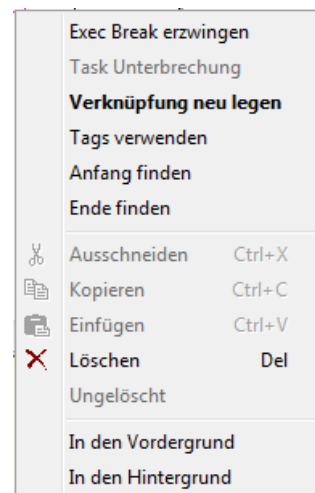 Exec Break erzwingen
Task Unterbrechung
Verknüpfung neu legen
Tags verwenden
Anfang finden
Ende finden
Ausschneiden Ctrl+X
Kopieren Ctrl+C
Einfügen Ctrl+V
Löschen Del
Ungelöscht
In den Vordergrund
In den Hintergrund